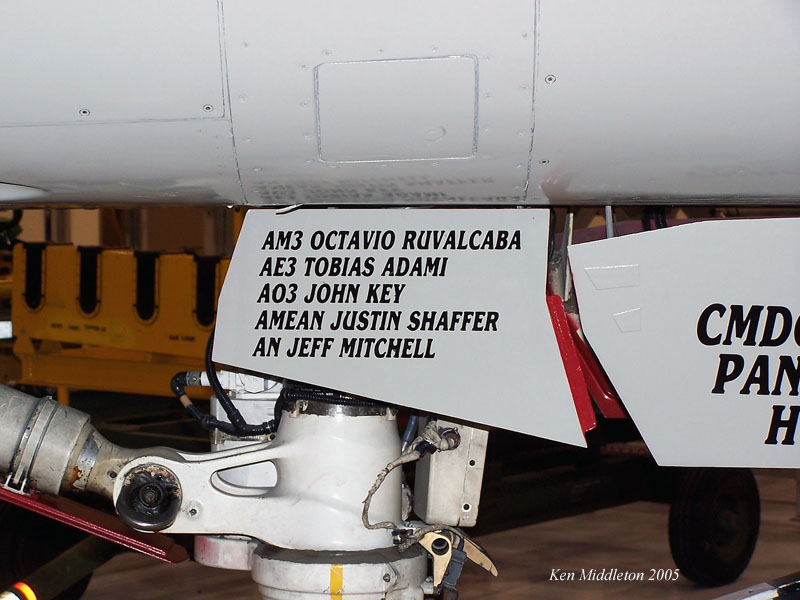 AM3 OCTAVIO RUVALCABA
AE3 TOBIAS ADAMI
AO3 JOHN KEY
AMEAN JUSTIN SHAFFER
AN JEFF MITCHELL
PAN
H
Ken Middleton 2005